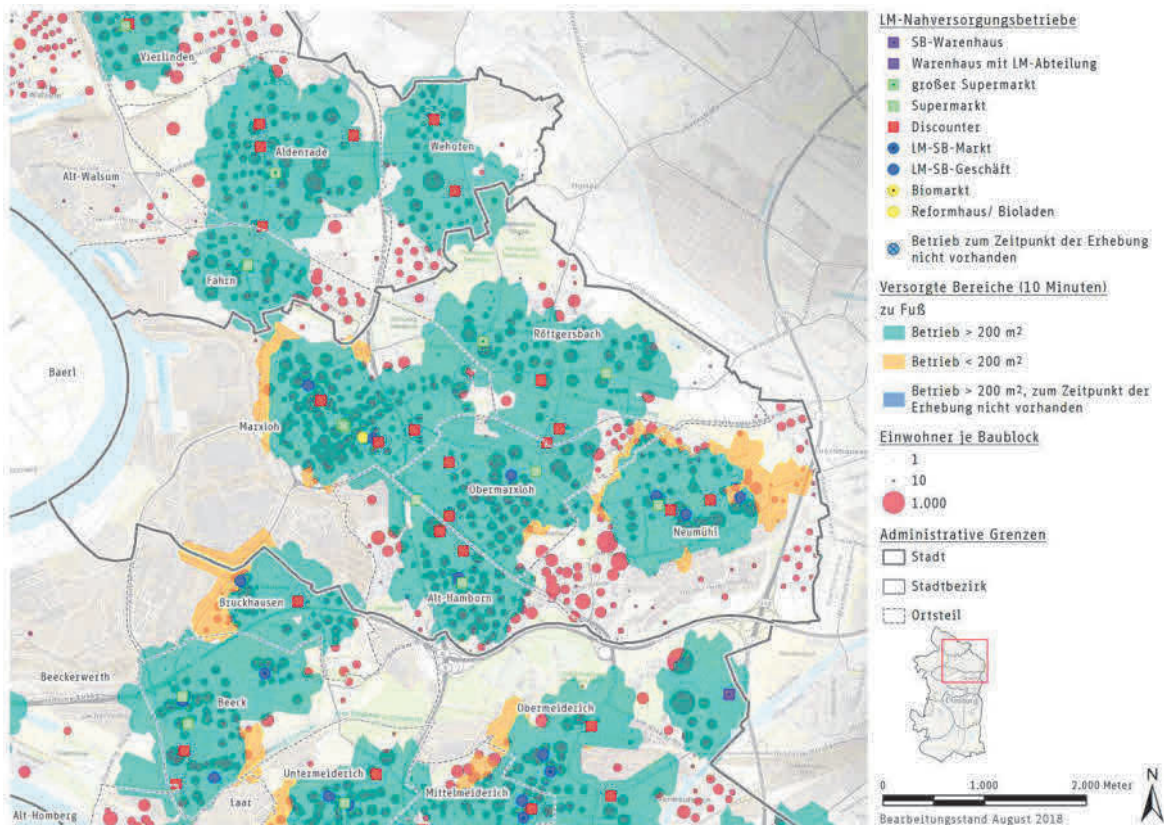 Vierlinden
Walsum
Wehofen
Aldenrade
Alt-Walsum
Fahrn
Röttgersbach
Baerl
Marxloh
Obermarxloh
Neumühl
Alt-Hamborn
Bruckhausen
Beeckerwerth
Beeck
Obermeiderich
Untermeiderich
Mittelmeiderich
Laar
Alt-Homberg
LM-Nahversorgungsbetriebe
SB-Warenhaus
Warenhaus mit LM-Abteilung
großer Supermarkt
Supermarkt
Discounter
LM-SB-Markt
LM-SB-Geschäft
Biomarkt
Reformhaus/ Bioladen
Betrieb zum Zeitpunkt der Erhebung
nicht vorhanden
Versorgte Bereiche (10 Minuten)
zu Fuß
Betrieb > 200 m²
Betrieb < 200 m²
Betrieb > 200 m², zum Zeitpunkt der
Erhebung nicht vorhanden
Einwohner je Baublock
1
10
1.000
Administrative Grenzen
Stadt
Stadtbezirk
Ortsteil
Duisburg
N
0 1.000 2.000 Meter
Bearbeitungsstand August 2018